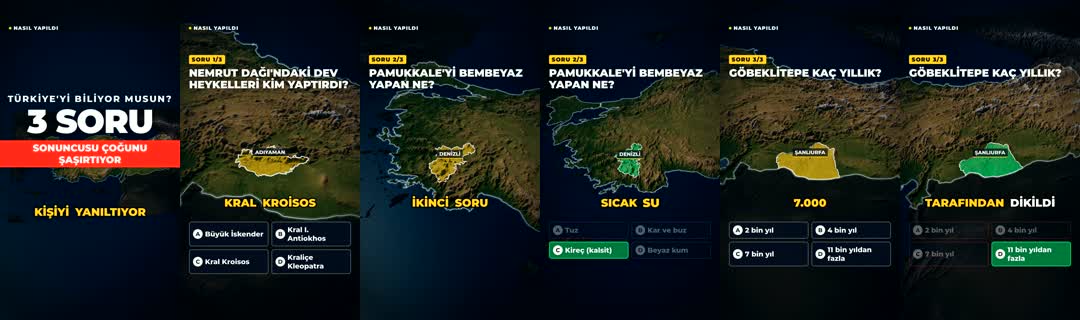 NASIL YAPILDI
TÜRKİYE'Yİ BİLİYOR MUSUN?
3 SORU
SONUNCUSU ÇOĞUNU
ŞAŞIRTIYOR
KİŞİYİ YANILTIYOR
NASIL YAPILDI
SORU 1/3
NEMRUT DAĞI'NDAKİ DEV
HEYKELLERİ KİM YAPTIRDI?
ADIYAMAN
KRAL KROISOS
A Büyük İskender
B Kral I.
Antiokhos
C Kral Kroisos
D Kraliçe
Kleopatra
NASIL YAPILDI
SORU 2/3
PAMUKKALE'Yİ BEMBEYAZ
YAPAN NE?
DENİZLİ
İKİNCİ SORU
NASIL YAPILDI
SORU 2/3
PAMUKKALE'Yİ BEMBEYAZ
YAPAN NE?
DENİZLİ
SICAK SU
A Tuz
B Kar ve buz
C Kireç (kalsit)
D Beyaz kum
NASIL YAPILDI
SORU 3/3
GÖBEKLİTEPE KAÇ YILLIK?
ŞANLIURFA
7.000
A 2 bin yıl
B 4 bin yıl
C 7 bin yıl
D 11 bin yıldan
fazla
NASIL YAPILDI
SORU 3/3
GÖBEKLİTEPE KAÇ YILLIK?
ŞANLIURFA
TARAFINDAN DİKİLDİ
A 2 bin yıl
B 4 bin yıl
C 7 bin yıl
D 11 bin yıldan
fazla